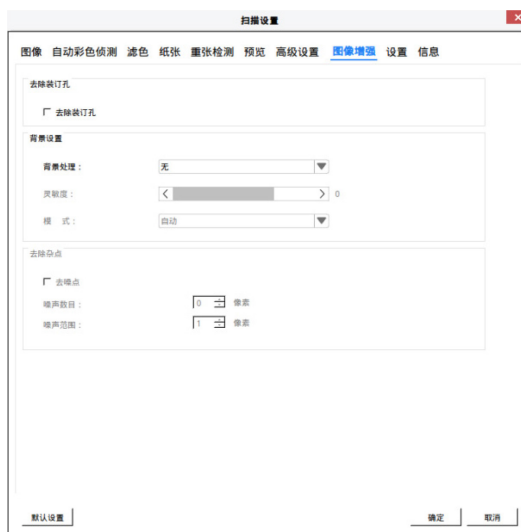 扫描设置
图像 自动彩色侦测 滤色 纸张 重张检测 预览 高级设置 图像增强 设置 信息
去除装订孔
去除装订孔
背景设置
背景处理： 无
灵敏度： 0
模 式： 自动
去除杂点
去噪点
噪声数目： 0 像素
噪声范围： 1 像素
默认设置 确定 取消